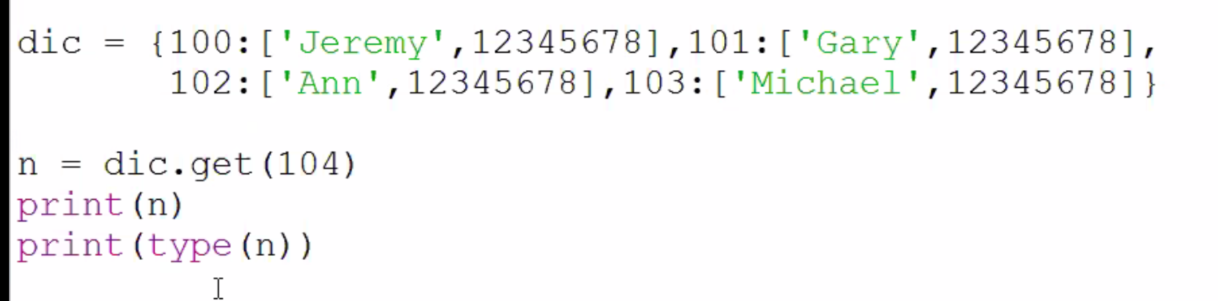 dic = {100:['Jeremy',12345678],101:['Gary',12345678],
102:['Ann',12345678],103:['Michael',12345678]}
n = dic.get(104)
print(n)
print(type(n))